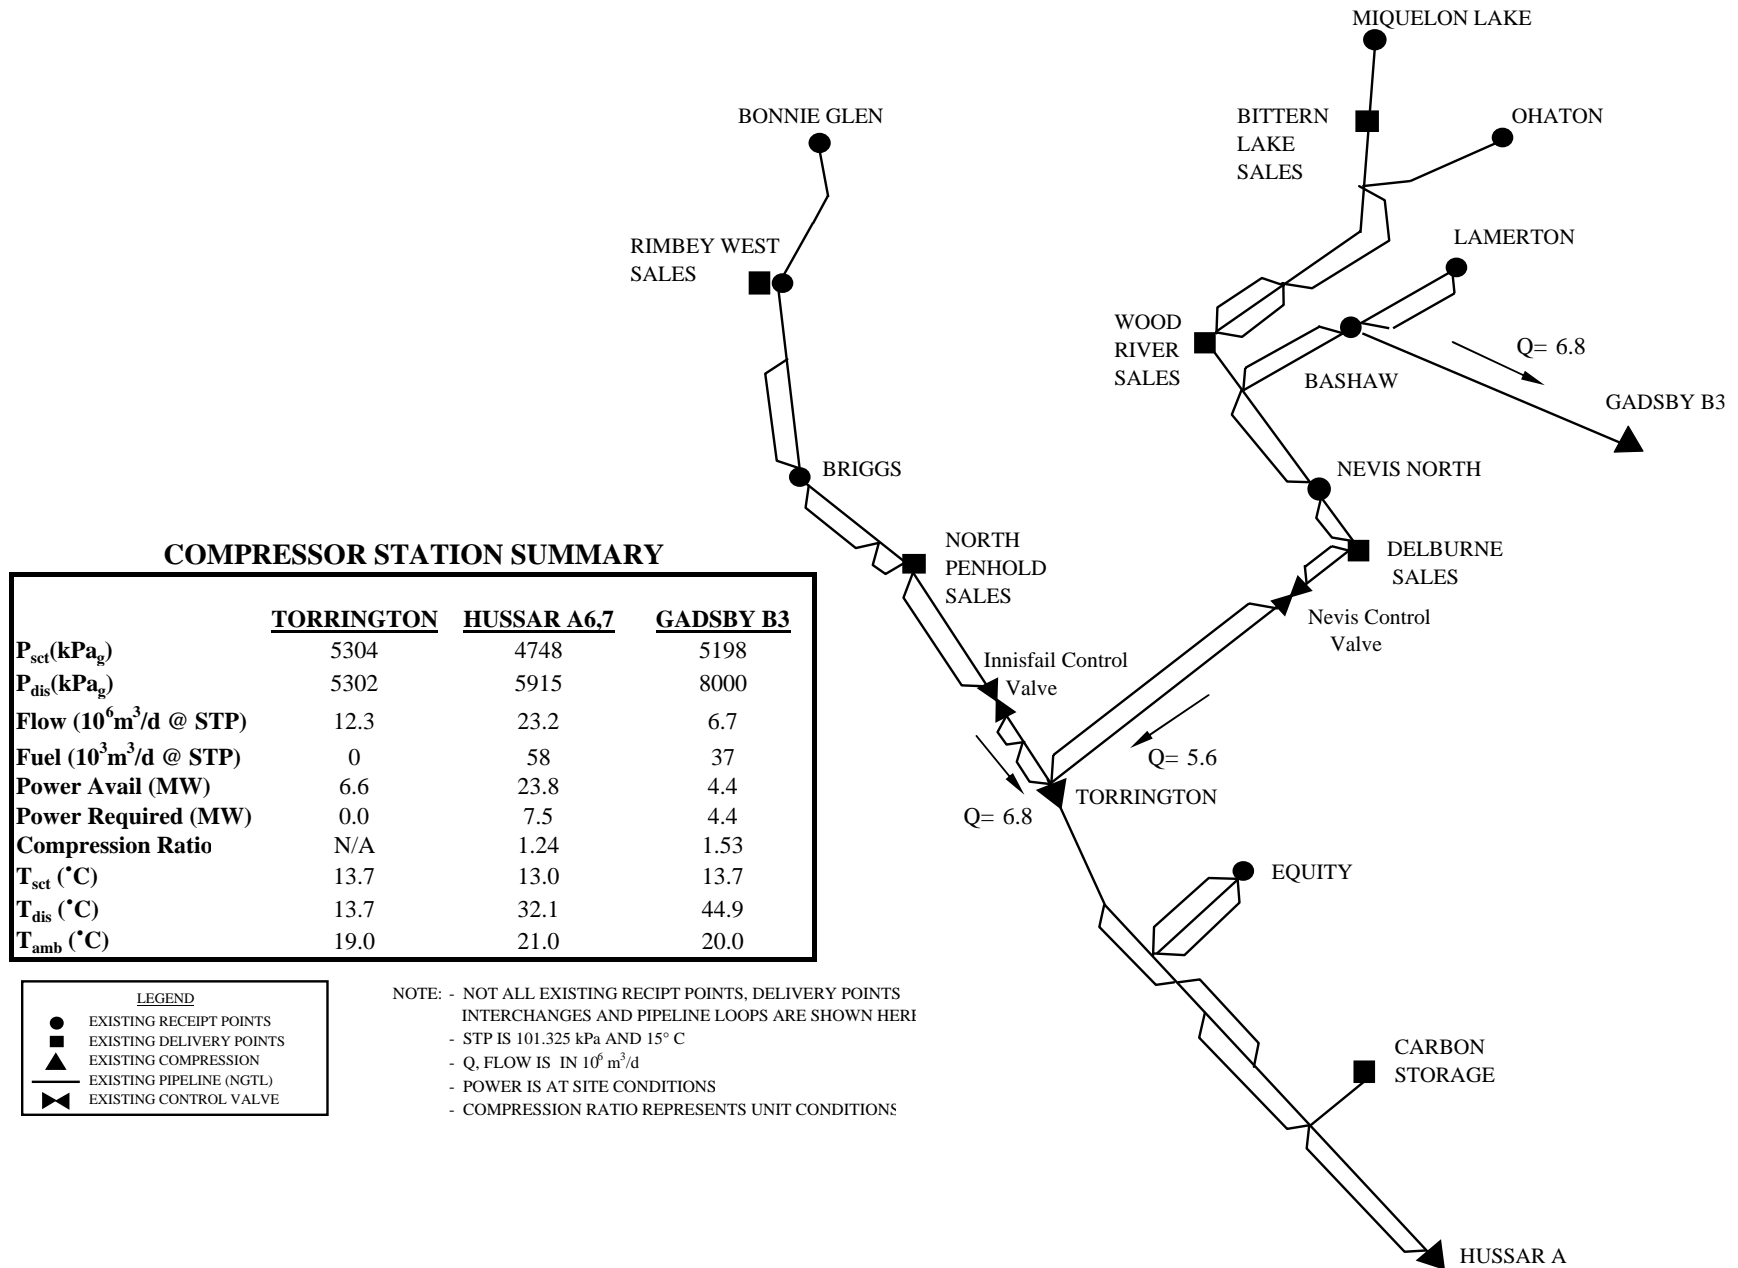 MIQUELON LAKE
BONNIE GLEN
BITTERN
LAKE
SALES
OHATON
RIMBEY WEST
SALES
LAMERTON
WOOD
RIVER
SALES
Q= 6.8
BASHAW
GADSBY B3
BRIGGS
NEVIS NORTH
NORTH
PENHOLD
SALES
DELBURNE
SALES
Nevis Control
Valve
Innisfail Control
Valve
Q= 5.6
Q= 6.8
TORRINGTON
EQUITY
CARBON
STORAGE
HUSSAR A
COMPRESSOR STATION SUMMARY
TORRINGTON HUSSAR A6,7 GADSBY B3
Psct(kPag) 5304 4748 5198
Pdis(kPag) 5302 5915 8000
Flow (10⁶m³/d @ STP) 12.3 23.2 6.7
Fuel (10³m³/d @ STP) 0 58 37
Power Avail (MW) 6.6 23.8 4.4
Power Required (MW) 0.0 7.5 4.4
Compression Ratio N/A 1.24 1.53
Tsct (˚C) 13.7 13.0 13.7
Tdis (˚C) 13.7 32.1 44.9
Tamb (˚C) 19.0 21.0 20.0
LEGEND
EXISTING RECEIPT POINTS
EXISTING DELIVERY POINTS
EXISTING COMPRESSION
EXISTING PIPELINE (NGTL)
EXISTING CONTROL VALVE
NOTE: - NOT ALL EXISTING RECIPT POINTS, DELIVERY POINTS
INTERCHANGES AND PIPELINE LOOPS ARE SHOWN HERE
- STP IS 101.325 kPa AND 15° C
- Q, FLOW IS IN 10⁶ m³/d
- POWER IS AT SITE CONDITIONS
- COMPRESSION RATIO REPRESENTS UNIT CONDITIONS